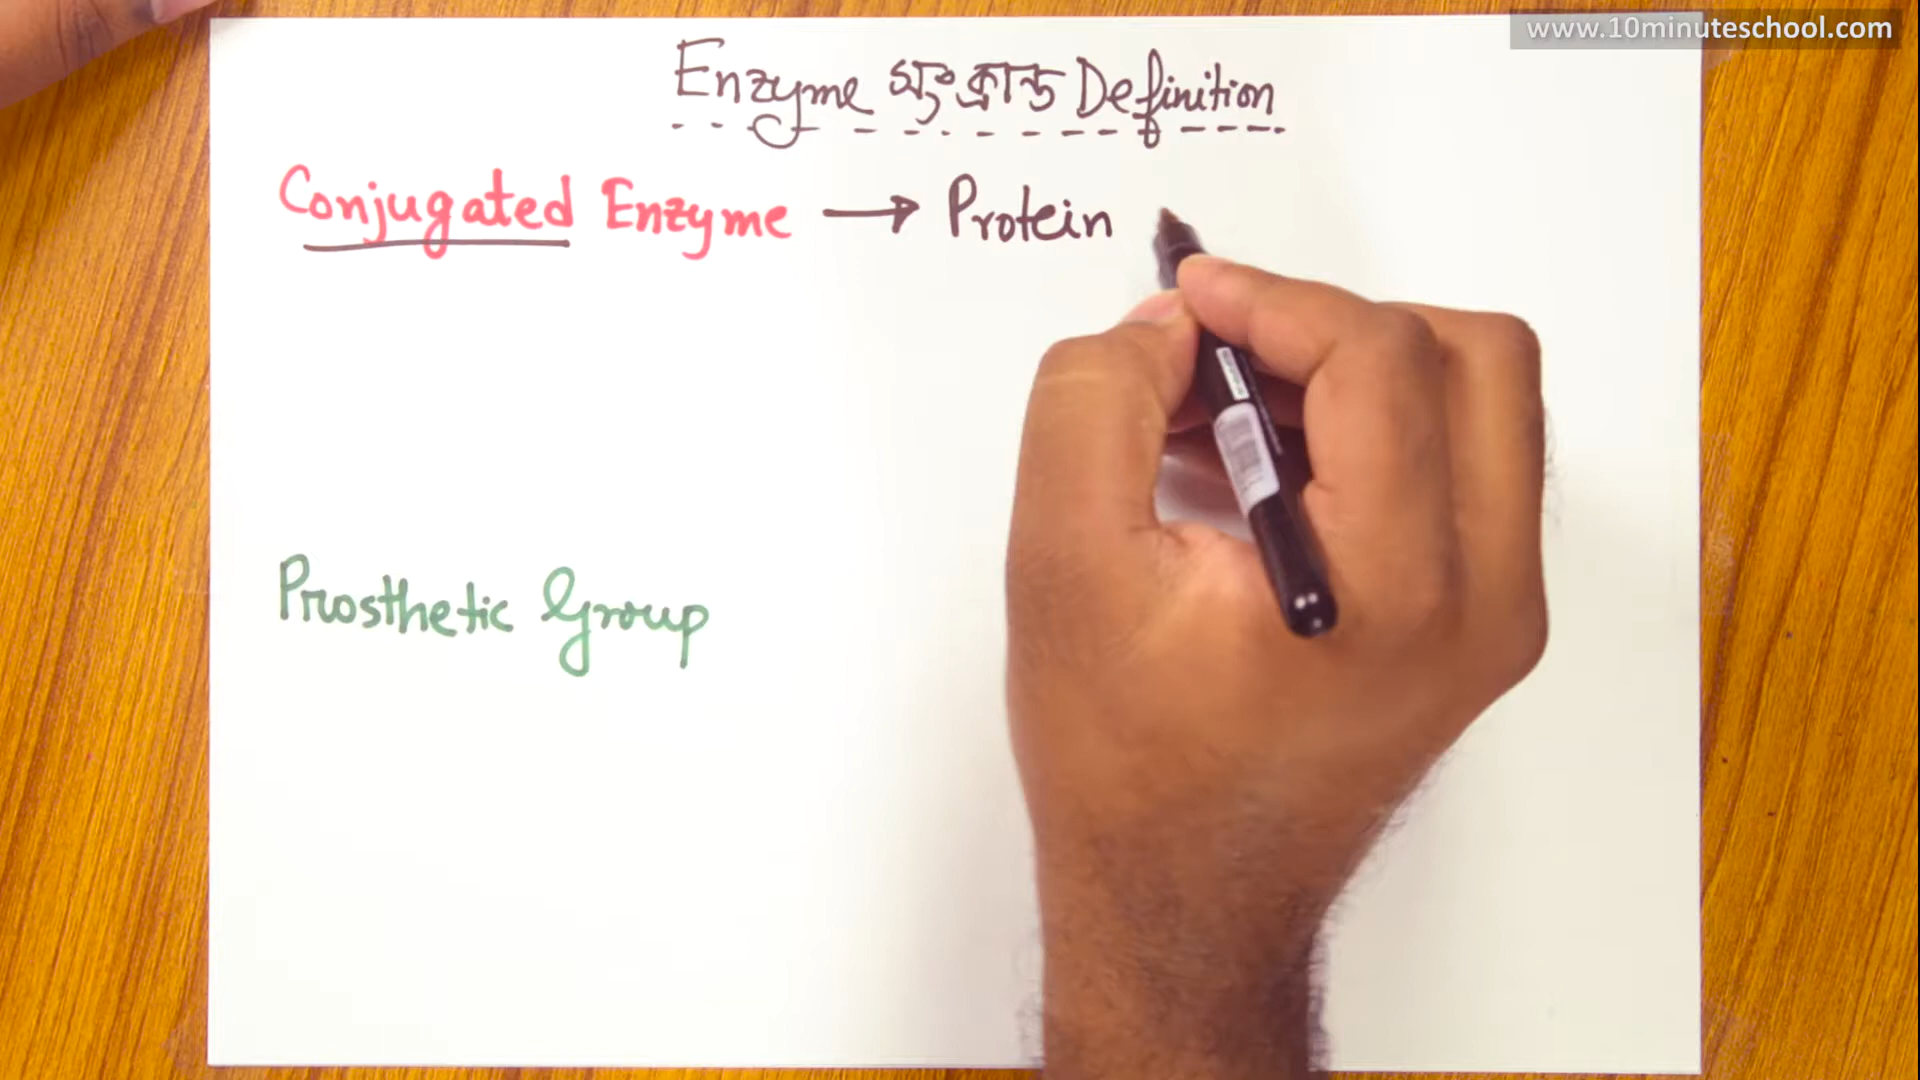 www.10minuteschool.com
Enzyme সংক্রান্ত Definition
Conjugated Enzyme → Protein
Prosthetic Group